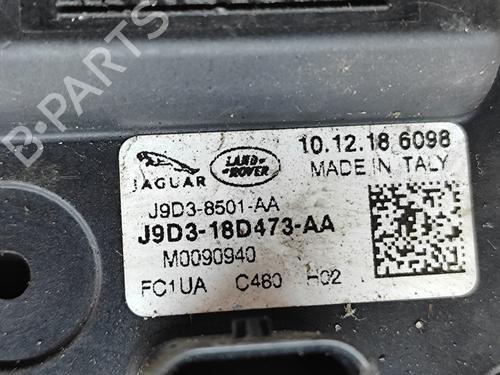 B-PARTS
10.12.18 6098
JAGUAR
LAND-
ROVER
MADE IN ITALY
J9D3-8501-AA
J9D3-18D473-AA
M0090940
FC1UA C480 H02